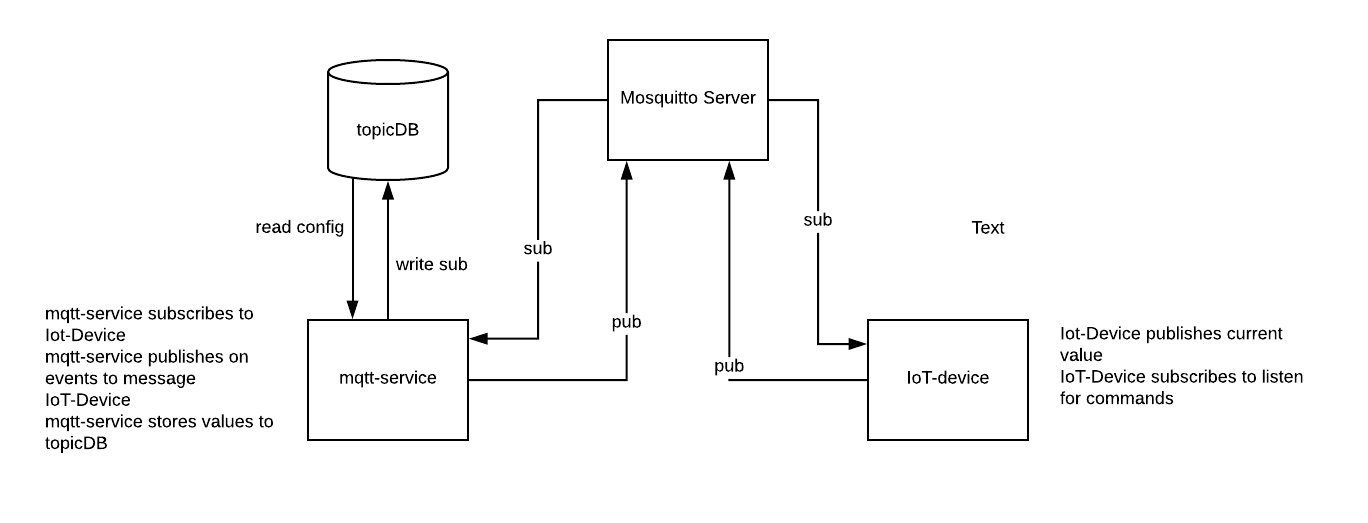 Mosquitto Server
topicDB
sub
Text
read config
sub
write sub
mqtt-service subscribes to
Iot-Device
mqtt-service publishes on
events to message
IoT-Device
mqtt-service stores values to
topicDB
pub
Iot-Device publishes current
value
IoT-Device subscribes to listen
for commands
pub
mqtt-service
IoT-device